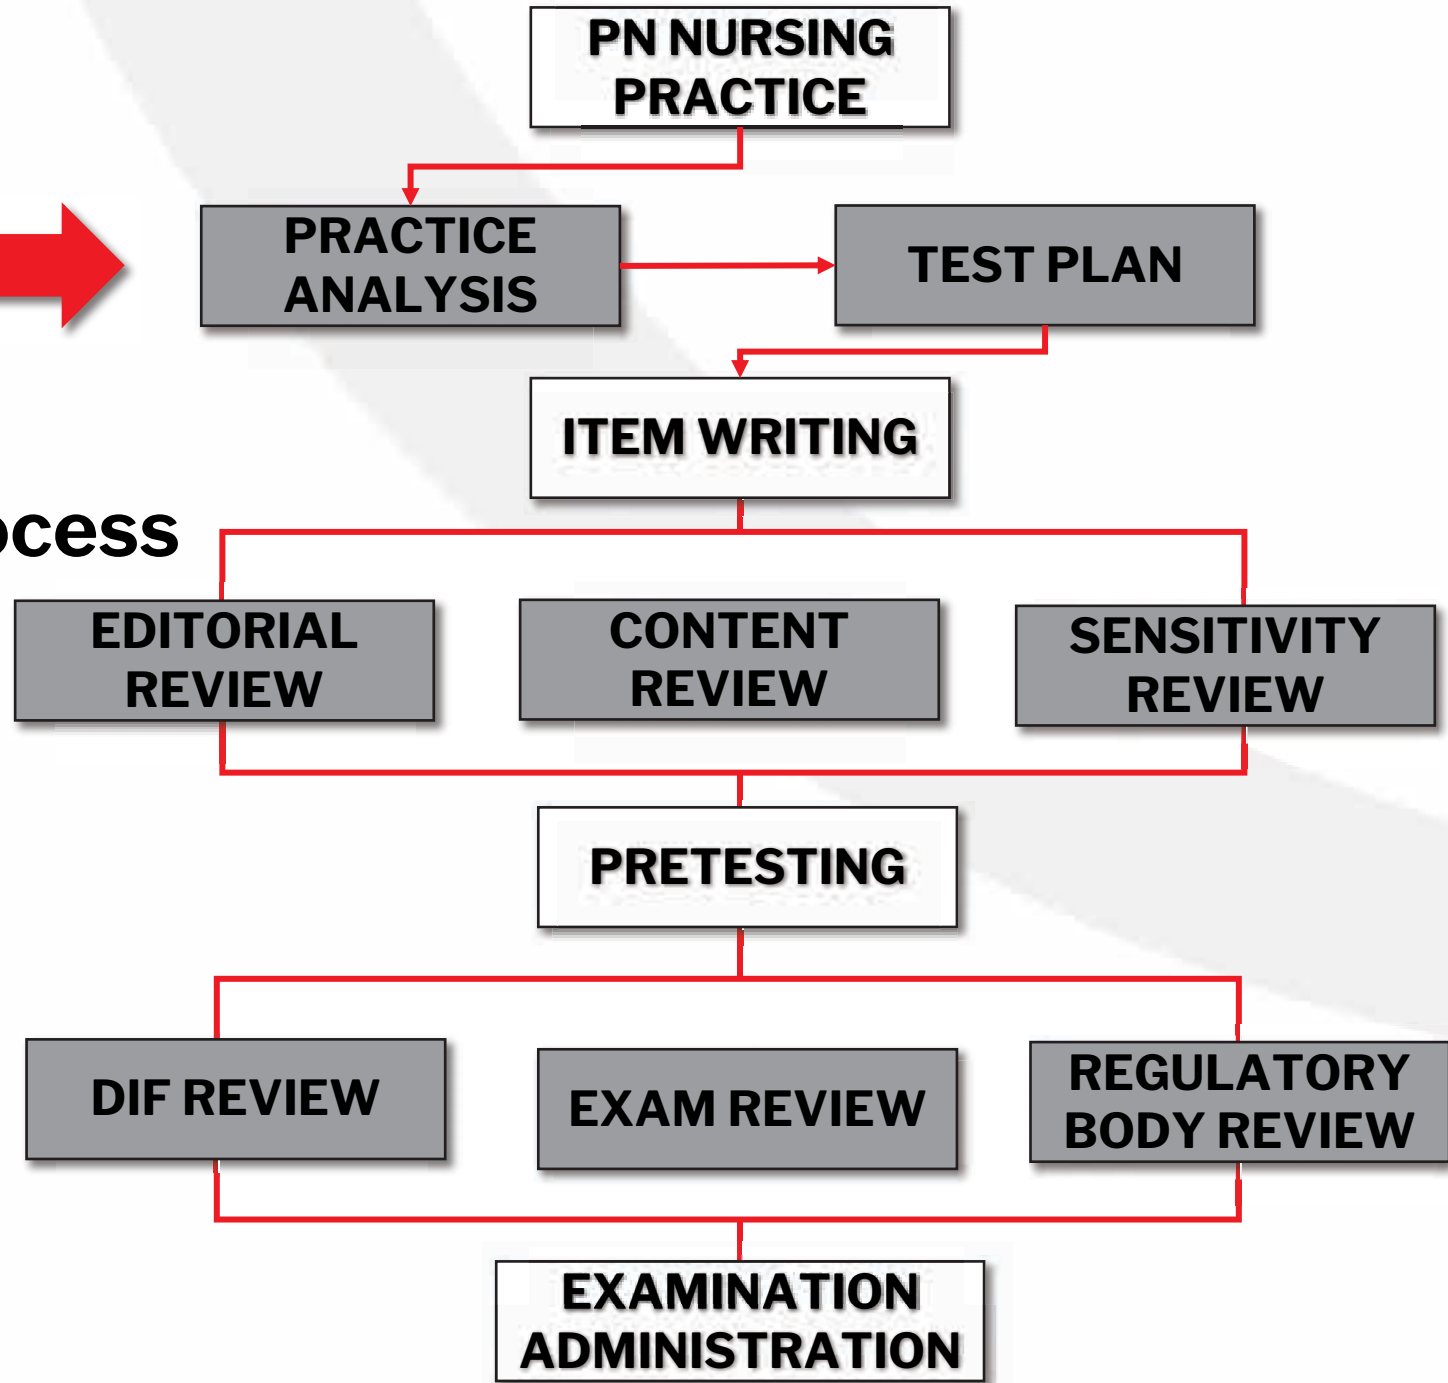 PN NURSING
PRACTICE
PRACTICE
ANALYSIS
TEST PLAN
ITEM WRITING
ocess
EDITORIAL
REVIEW
CONTENT
REVIEW
SENSITIVITY
REVIEW
PRETESTING
DIF REVIEW
EXAM REVIEW
REGULATORY
BODY REVIEW
EXAMINATION
ADMINISTRATION